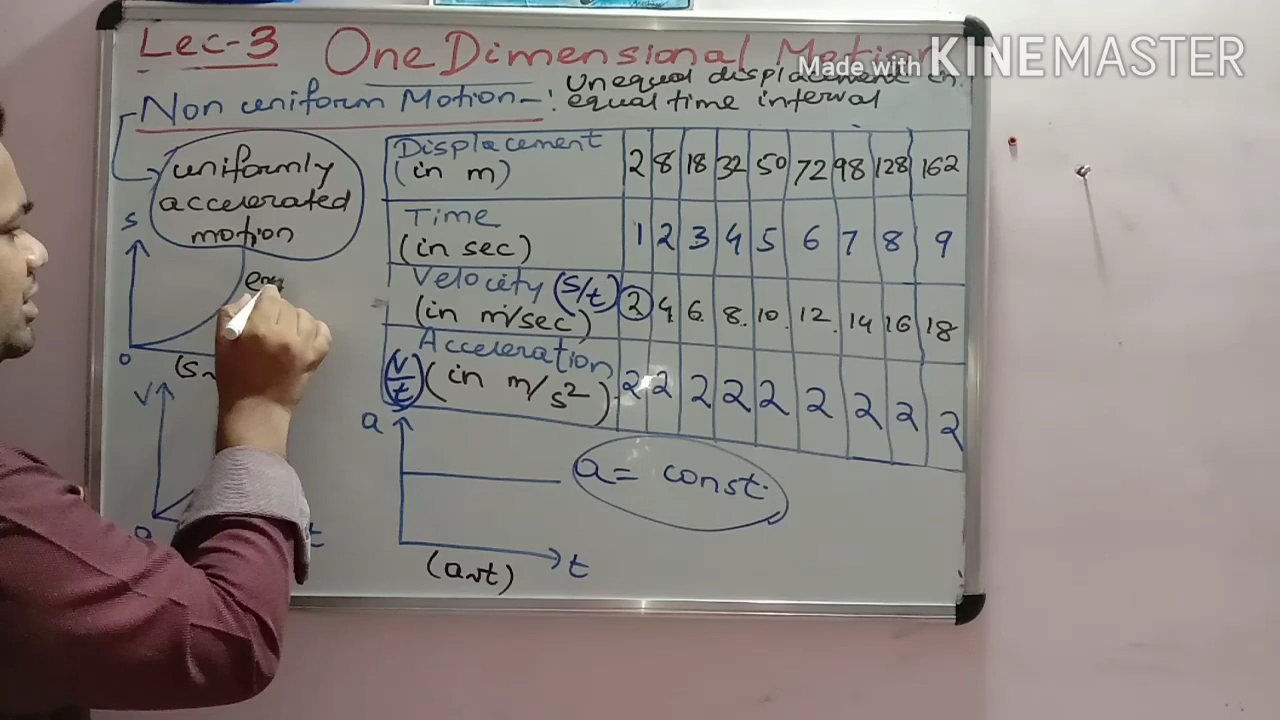 Lec-3 One Dimensional Motion
Made with KINEMASTER
Non uniform Motion-: Unequal displacement in
equal time interval
uniformly
accelerated
motion
s
0
V
0
t
Displacement
(in m)
2 8 18 32 50 72 98 128 162
Time
(in sec)
1 2 3 4 5 6 7 8 9
Velocity (s/t)
(in m/sec)
2 4 6 8 10 12 14 16 18
Acceleration
V/t (in m/s²)
2 2 2 2 2 2 2 2 2
a
a = const.
t
(a~t)